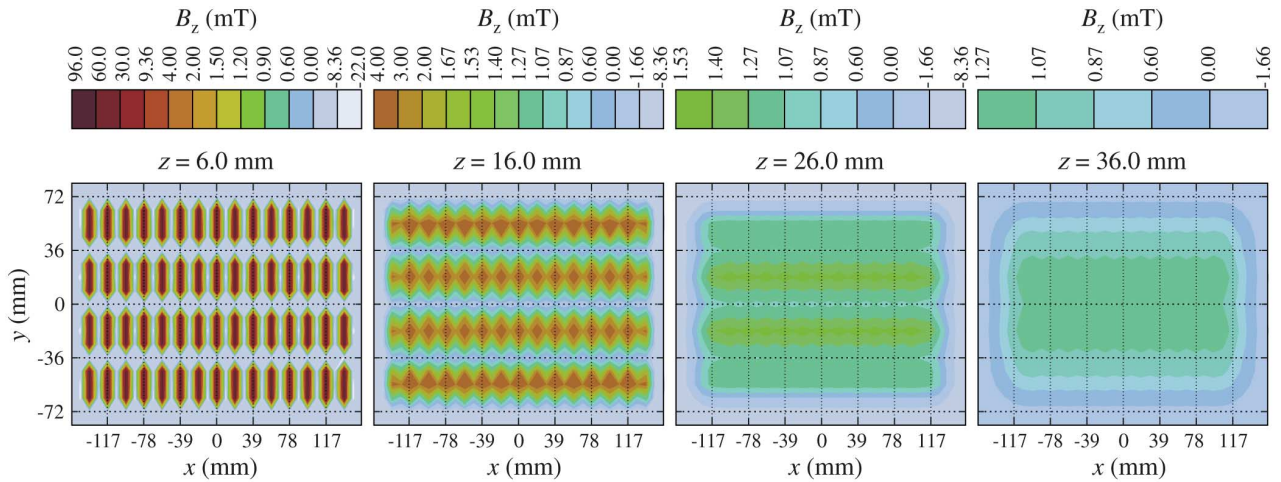 B_z (mT) B_z (mT) B_z (mT) B_z (mT)
96.0 60.0 30.0 9.36 4.00 2.00 1.50 1.20 0.90 0.60 0.00 -8.36 -22.0
4.00 3.00 2.00 1.67 1.53 1.40 1.27 1.07 0.87 0.60 0.00 -1.66 -8.36
1.53 1.40 1.27 1.07 0.87 0.60 0.00 -1.66 -8.36
1.27 1.07 0.87 0.60 0.00 -1.66
z = 6.0 mm z = 16.0 mm z = 26.0 mm z = 36.0 mm
72
36
0
-36
-72
y (mm)
-117 -78 -39 0 39 78 117 -117 -78 -39 0 39 78 117 -117 -78 -39 0 39 78 117 -117 -78 -39 0 39 78 117
x (mm) x (mm) x (mm) x (mm)